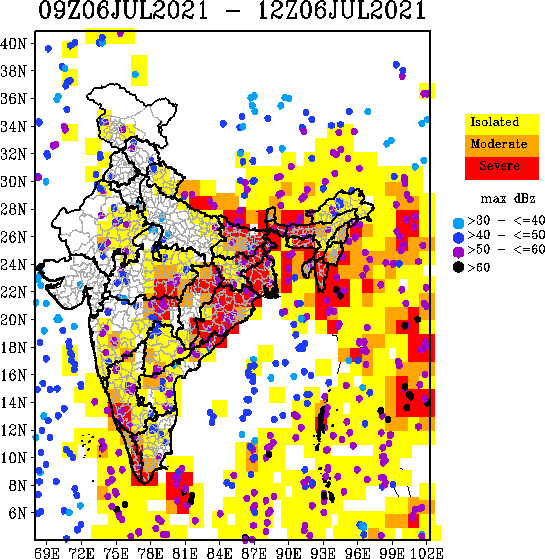 09Z06JUL2021 - 12Z06JUL2021
40N
38N
36N
34N
32N
30N
28N
26N
24N
22N
20N
18N
16N
14N
12N
10N
8N
6N
69E 72E 75E 78E 81E 84E 87E 90E 93E 96E 99E 102E
Isolated
Moderate
Severe
max dBz
>30 - <=40
>40 - <=50
>50 - <=60
>60